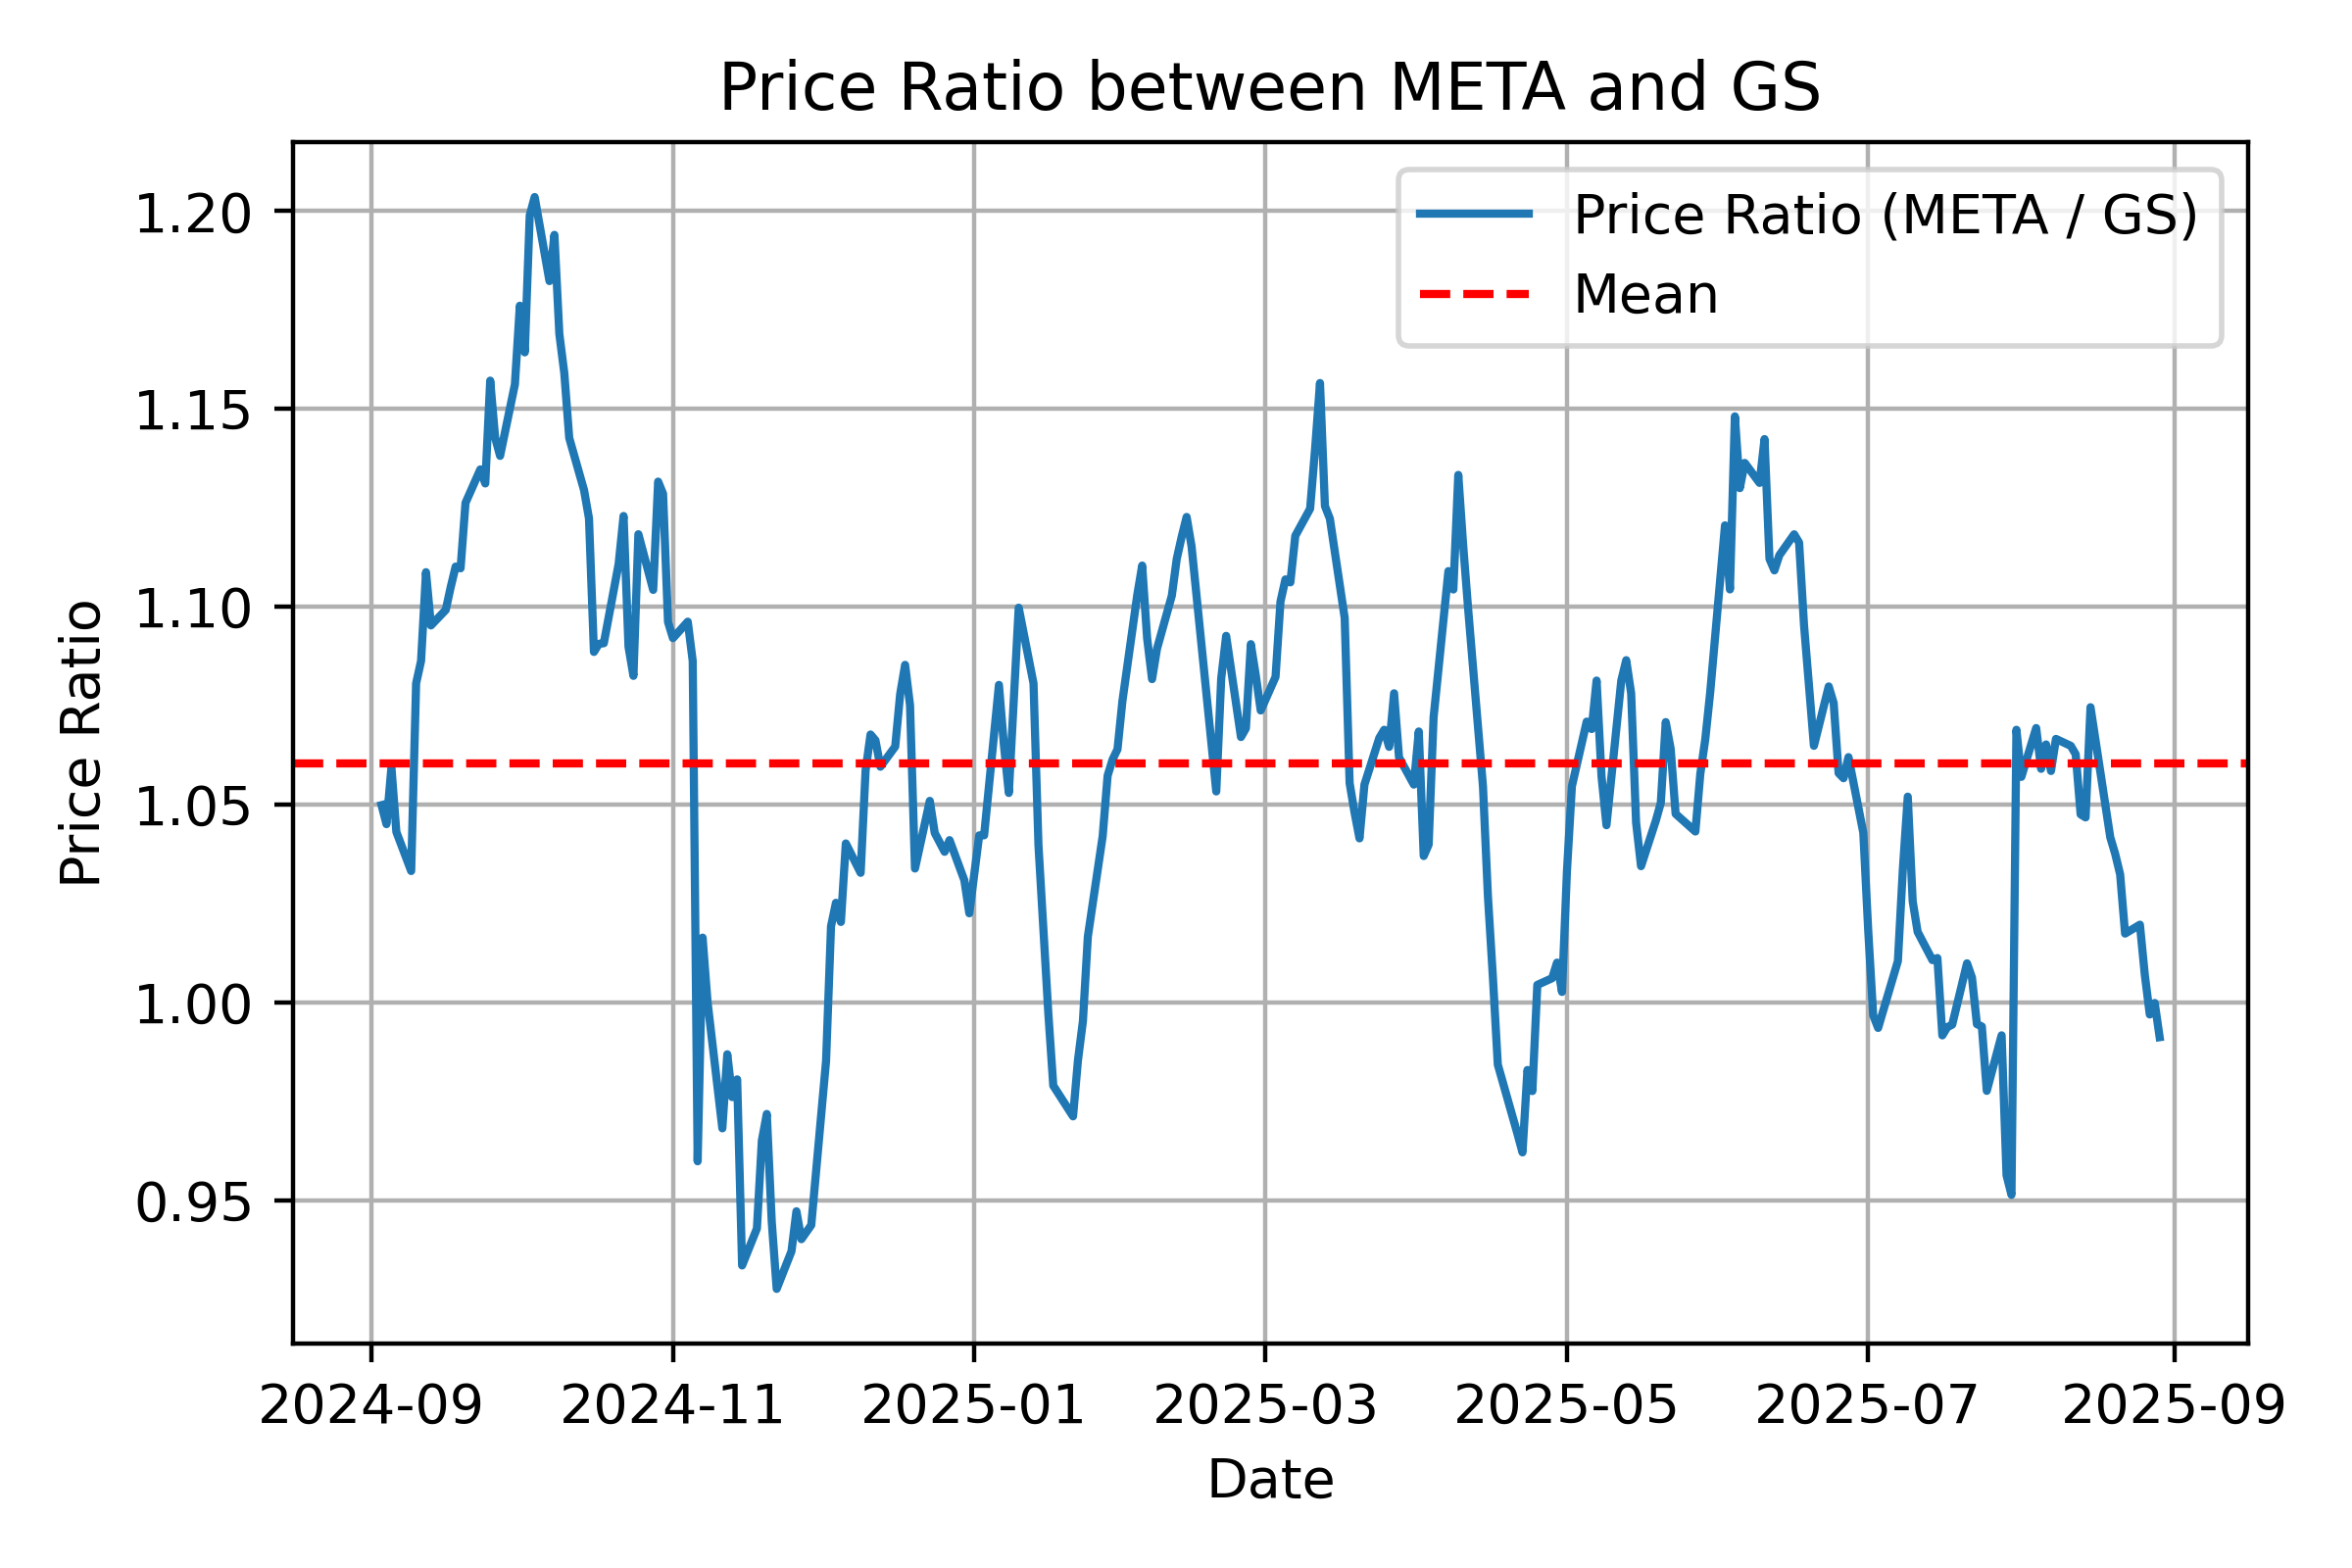 Price Ratio between META and GS
Price Ratio (META / GS)
Mean
1.20
1.15
1.10
1.05
1.00
0.95
Price Ratio
2024-09 2024-11 2025-01 2025-03 2025-05 2025-07 2025-09
Date